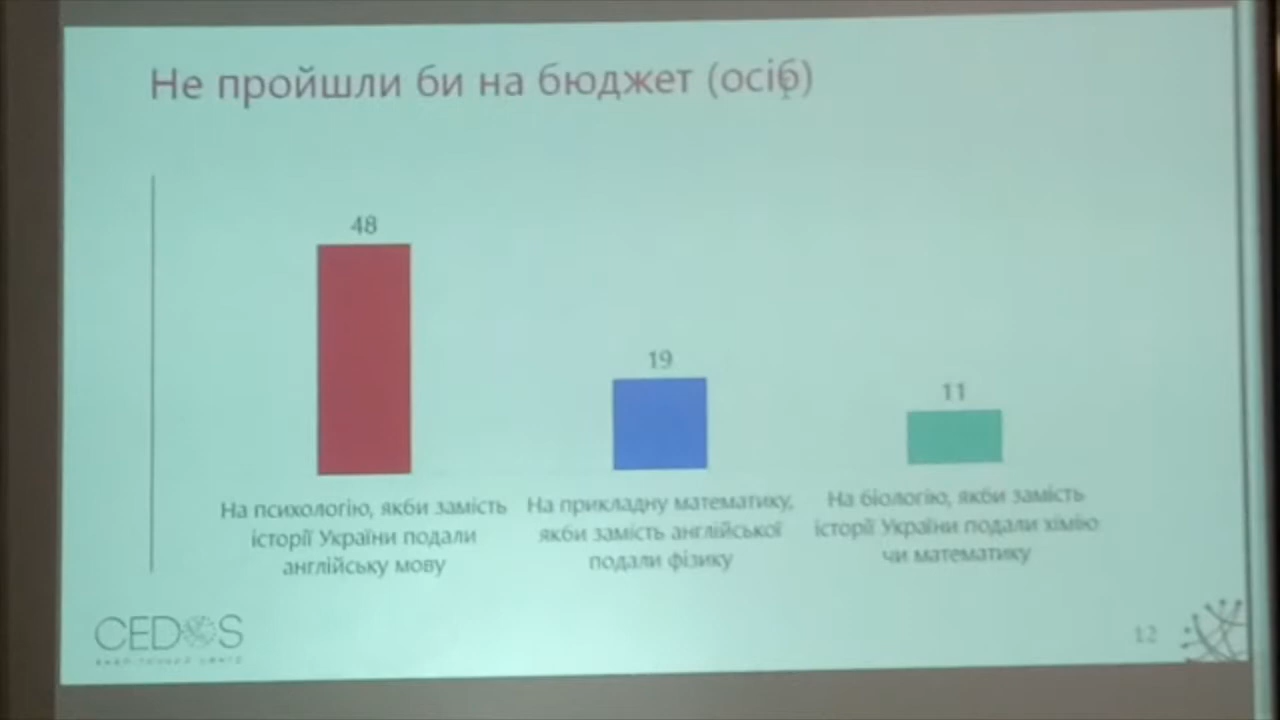 Не пройшли би на бюджет (осіб)
48
19
11
На психологію, якби замість
історії України подали
англійську мову
На прикладну математику,
якби замість англійської
подали фізику
На біологію, якби замість
історії України подали хімію
чи математику
CEDOS
12